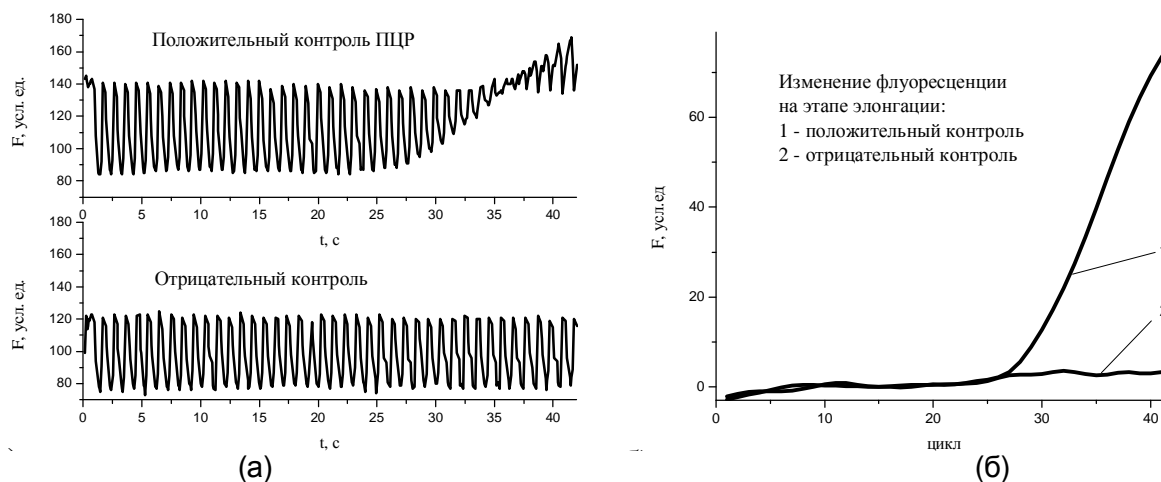 180
160
140
120
100
80
F, усл. ед.
Положительный контроль ПЦР
0 5 10 15 20 25 30 35 40
t, с
180
160
140
120
100
80
F, усл. ед.
Отрицательный контроль
0 5 10 15 20 25 30 35 40
t, с
(а)
60
40
20
0
F, усл.ед
Изменение флуоресценции
на этапе элонгации:
1 - положительный контроль
2 - отрицательный контроль
0 10 20 30 40
цикл
(б)